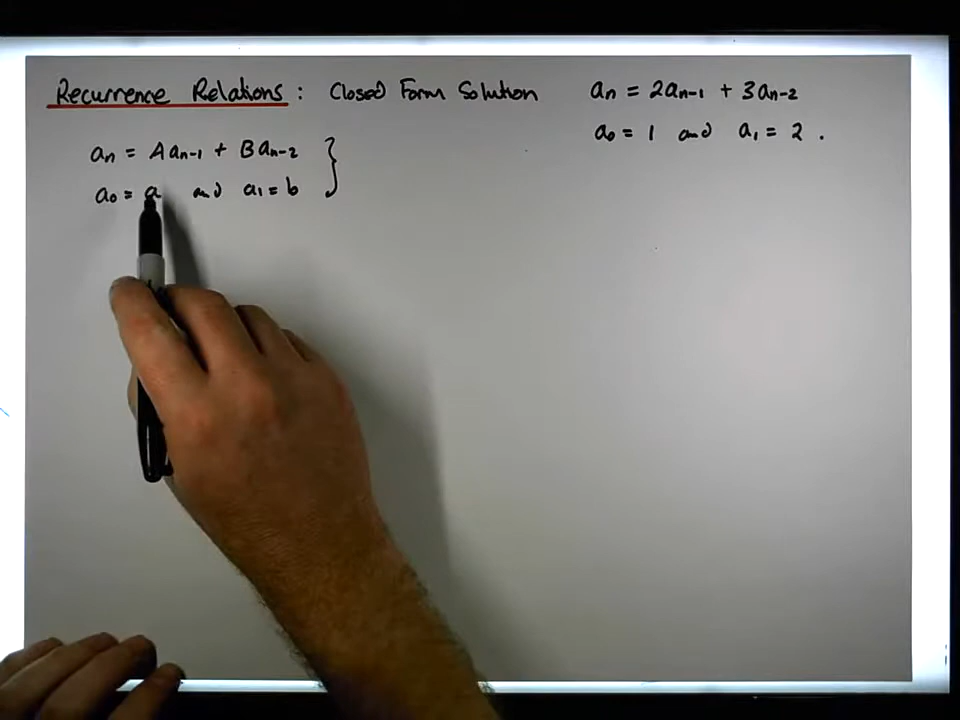 Recurrence Relations : Closed Form Solution
aₙ = Aaₙ₋₁ + Baₙ₋₂
a₀ = a and a₁ = b
aₙ = 2aₙ₋₁ + 3aₙ₋₂
a₀ = 1 and a₁ = 2 .